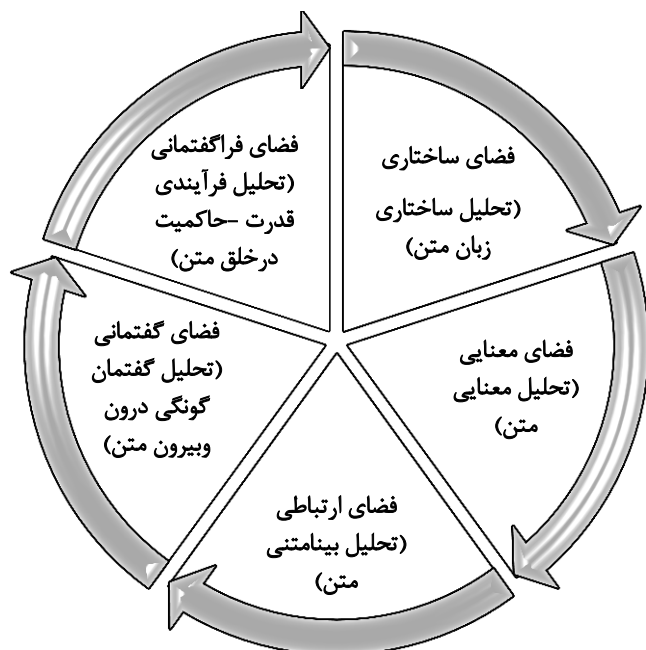 فضای ساختاری
(تحلیل ساختاری
زبان متن)
فضای معنایی
(تحلیل معنایی
متن)
فضای ارتباطی
(تحلیل بینامتنی
متن)
فضای گفتمانی
(تحلیل گفتمان
گونگی درون
وبیرون متن)
فضای فراگفتمانی
(تحلیل فرآیندی
قدرت -حاکمیت
درخلق متن)